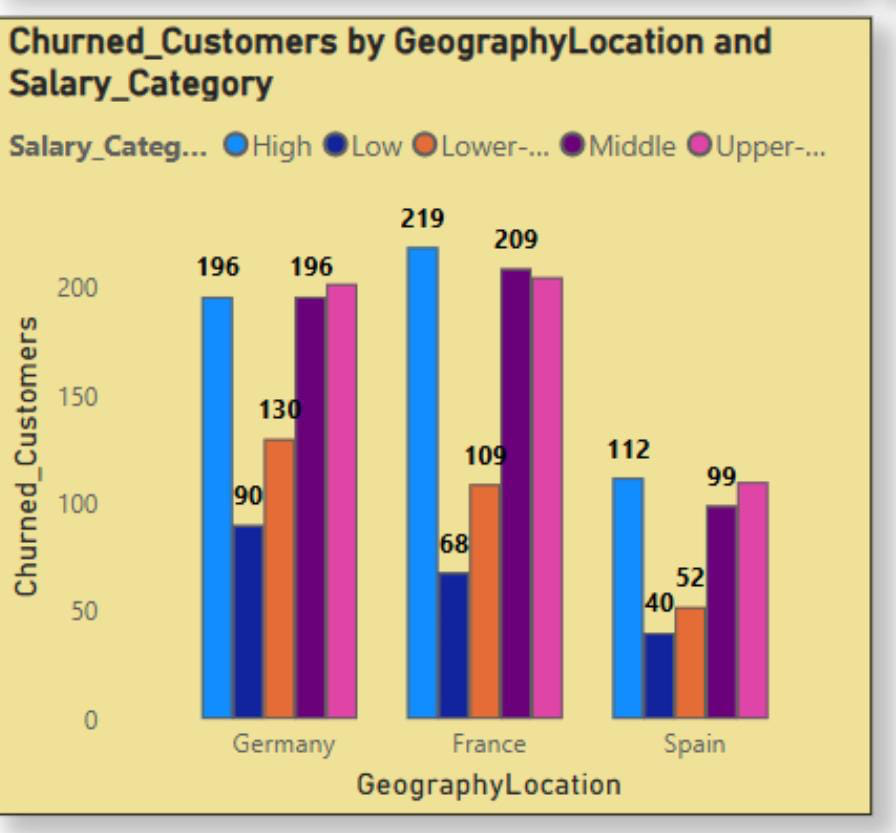 Churned_Customers by GeographyLocation and
Salary_Category
Salary_Categ... High Low Lower-... Middle Upper-...
219
209
196 196
200
150
130
112
109
99
100
90
68
52
50
40
0
Churned_Customers
Germany France Spain
GeographyLocation